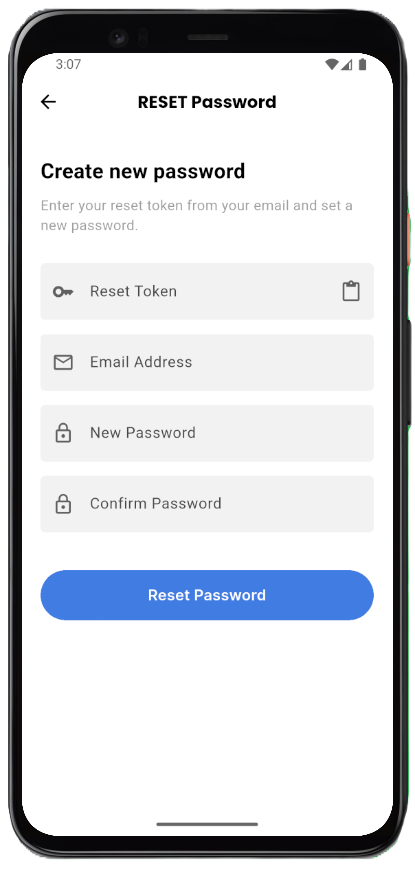 3:07
RESET Password
Create new password
Enter your reset token from your email and set a
new password.
Reset Token
Email Address
New Password
Confirm Password
Reset Password